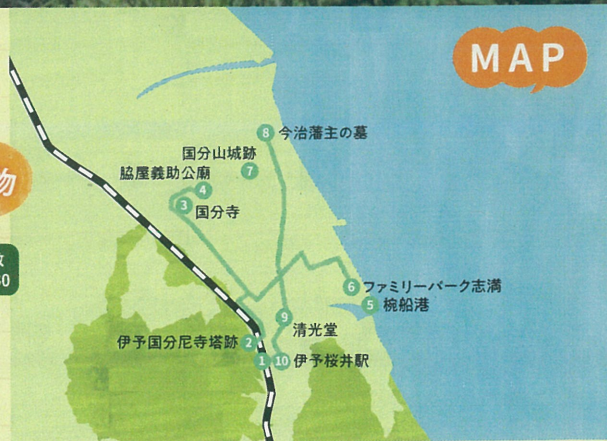 MAP
8 今治藩主の墓
国分山城跡
7
脇屋義助公廟
4
3 国分寺
物
6 ファミリーパーク志満
5 椀船港
9
清光堂
伊予国分尼寺塔跡 2
1 10 伊予桜井駅